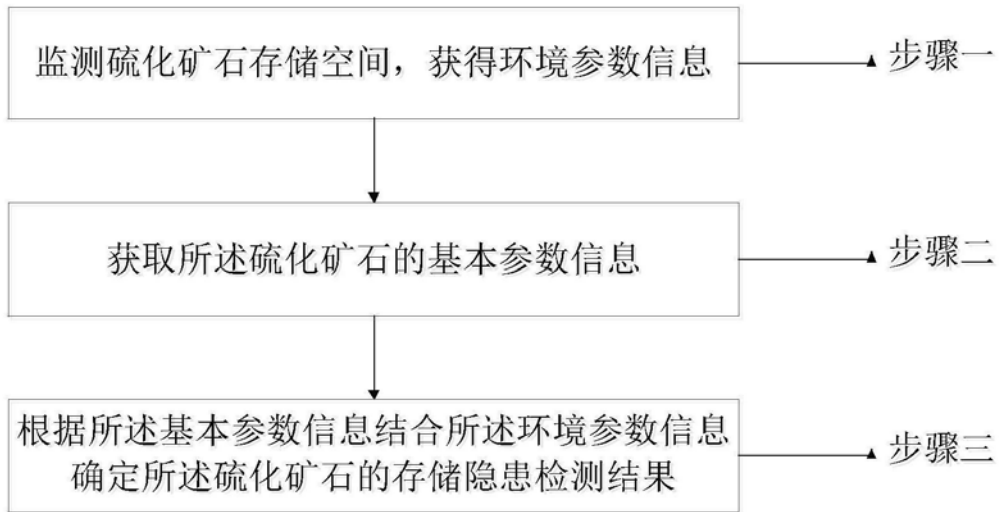 监测硫化矿石存储空间，获得环境参数信息
步骤一
获取所述硫化矿石的基本参数信息
步骤二
根据所述基本参数信息结合所述环境参数信息
确定所述硫化矿石的存储隐患检测结果
步骤三